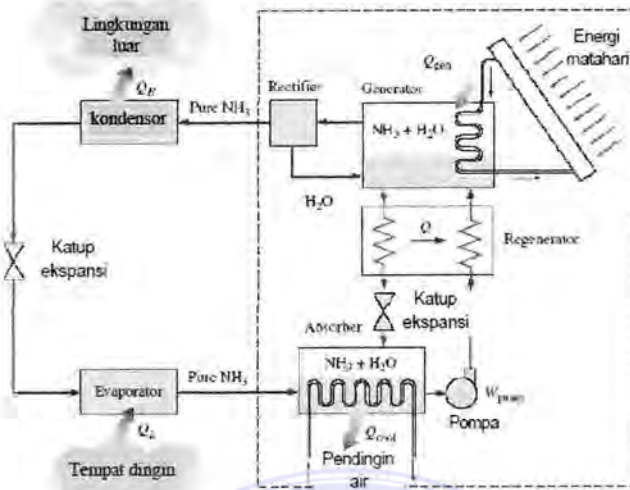 Lingkungan
luar
Q_H
kondensor
Pure NH3
Rectifier
Generator
Q_gen
Energi
matahari
NH3 + H2O
H2O
Katup
ekspansi
Q
Regenerator
Katup
ekspansi
Absorber
NH3 + H2O
Evaporator
Pure NH3
W_pump
Pompa
Q_L
Q_cool
Tempat dingin
Pendingin
air